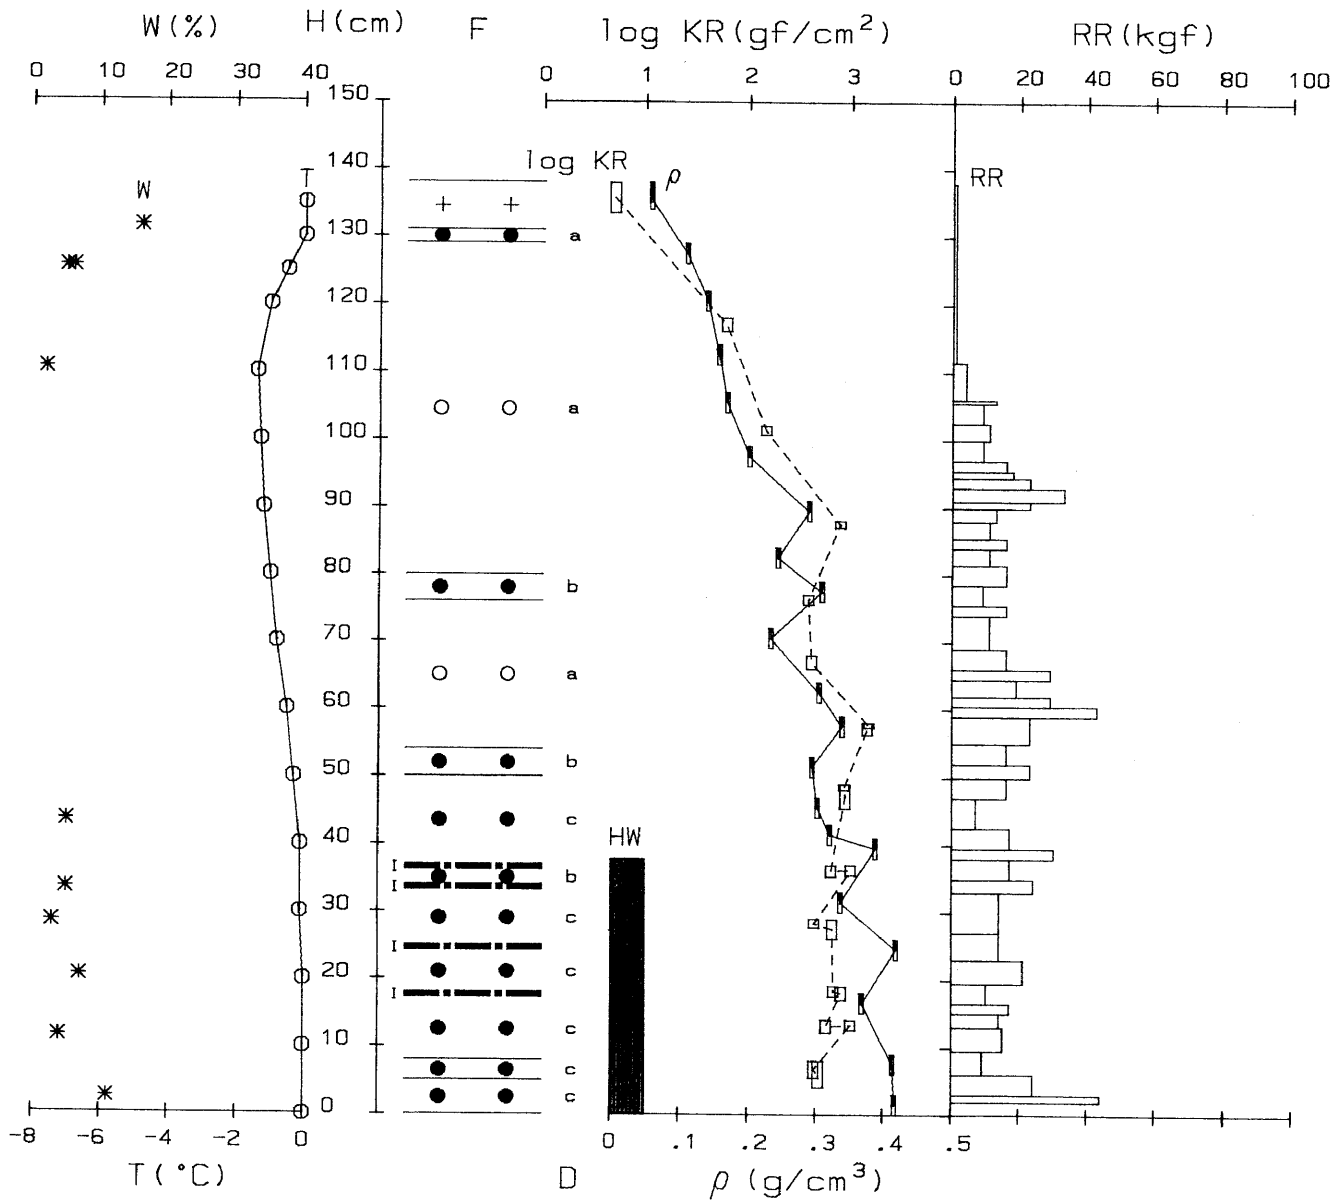 W(%) H(cm) F log KR(gf/cm²) RR(kgf)
0 10 20 30 40 0 1 2 3 0 20 40 60 80 100
150
140 log KR
T ρ RR
W
130 a
120
110
100 a
90
80 b
70 a
60
50 b
c
40 HW
I b
I
30 c
I
20 c
I
10 c
c
c
0
-8 -6 -4 -2 0 0 .1 .2 .3 .4 .5
T(°C) D ρ (g/cm³)